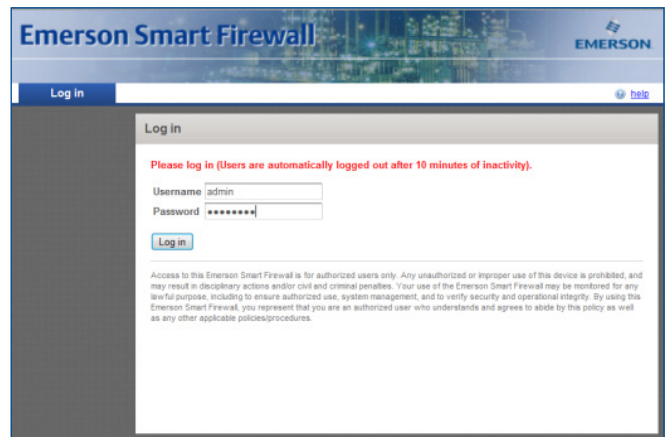 Emerson Smart Firewall
EMERSON
Log in
help
Log in
Please log in (Users are automatically logged out after 10 minutes of inactivity).
Username admin
Password ••••••••
Log in
Access to this Emerson Smart Firewall is for authorized users only. Any unauthorized or improper use of this device is prohibited, and
may result in disciplinary actions and/or civil and criminal penalties. Your use of the Emerson Smart Firewall may be monitored for any
lawful purpose, including to ensure authorized use, system management, and to verify security and operational integrity. By using this
Emerson Smart Firewall, you represent that you are an authorized user who understands and agrees to abide by this policy as well
as any other applicable policies/procedures.